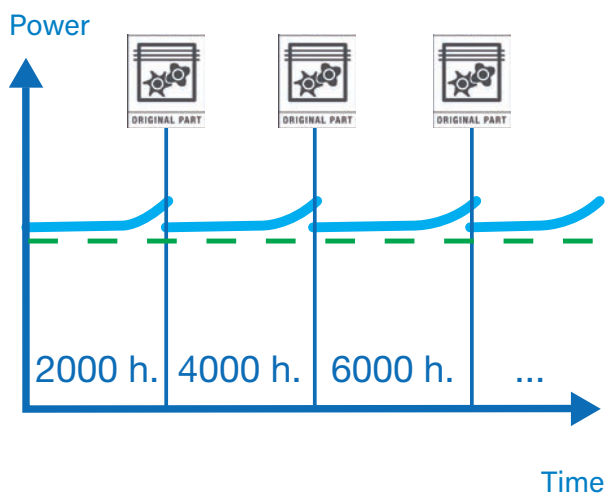 Power
ORIGINAL PART
ORIGINAL PART
ORIGINAL PART
2000 h.
4000 h.
6000 h.
...
Time